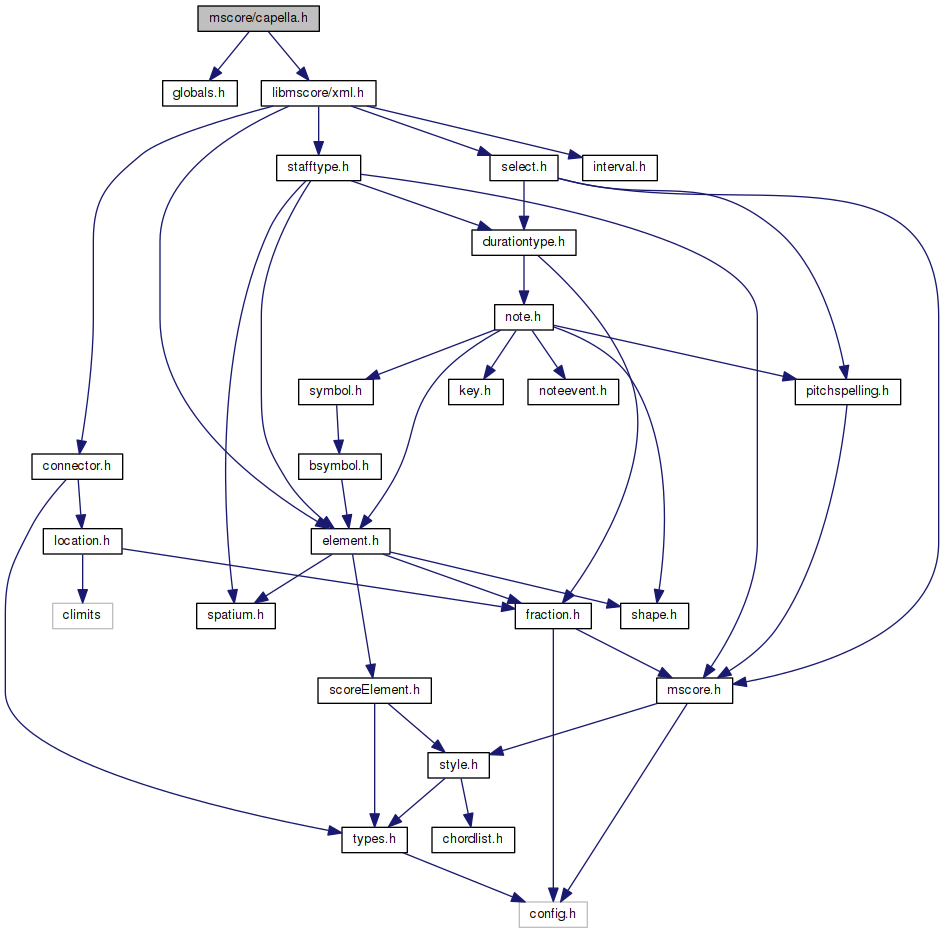 mscore/capella.h
globals.h
libmscore/xml.h
stafftype.h
select.h
interval.h
durationtype.h
note.h
symbol.h
key.h
noteevent.h
pitchspelling.h
connector.h
bsymbol.h
location.h
element.h
climits
spatium.h
fraction.h
shape.h
scoreElement.h
mscore.h
style.h
types.h
chordlist.h
config.h